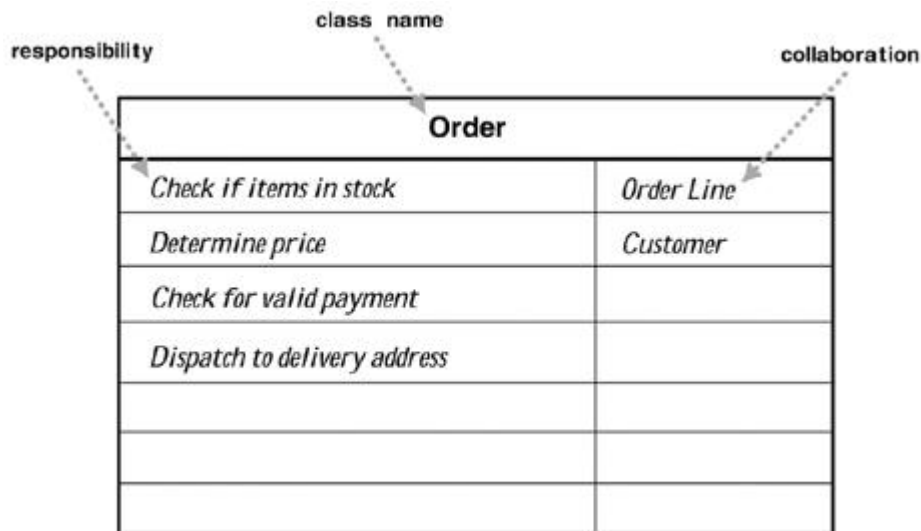 class name
responsibility
collaboration
Order
Check if items in stock
Order Line
Determine price
Customer
Check for valid payment
Dispatch to delivery address